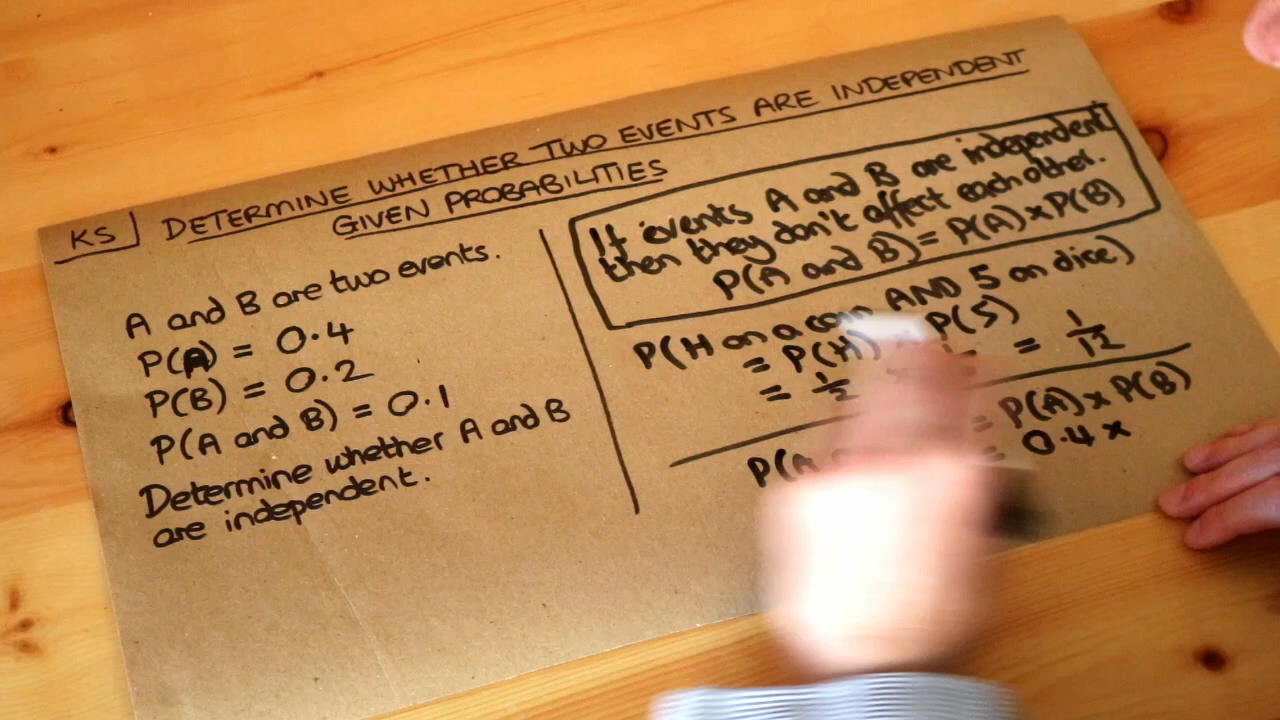 KS
DETERMINE WHETHER TWO EVENTS ARE INDEPENDENT
GIVEN PROBABILITIES
A and B are two events.
P(A) = 0.4
P(B) = 0.2
P(A and B) = 0.1
Determine whether A and B
are independent.
If events A and B are independent
then they don't affect each other.
P(A and B) = P(A) x P(B)
P(H on a coin AND 5 on dice)
= P(H) x P(5)
= 1/2 x = 1/12
P(A = P(A) x P(B)
= 0.4 x